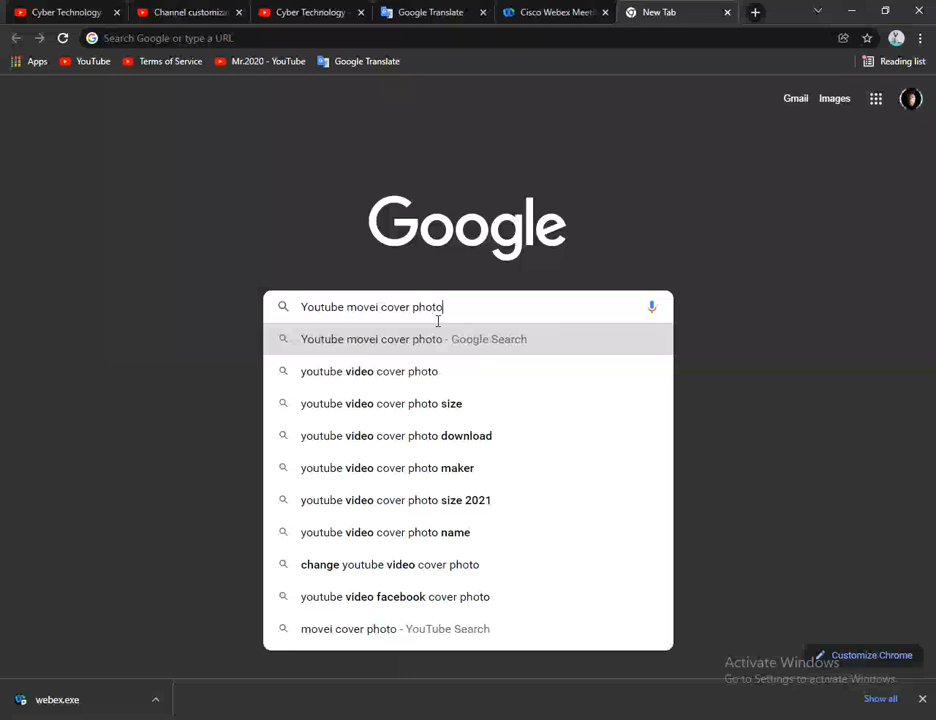 Cyber Technology
Channel customiza
Cyber Technology -
Google Translate
Cisco Webex Meeti
New Tab
Search Google or type a URL
Apps
YouTube
Terms of Service
Mr.2020 - YouTube
Google Translate
Reading list
Gmail
Images
Google
Youtube movei cover photo
Youtube movei cover photo - Google Search
youtube video cover photo
youtube video cover photo size
youtube video cover photo download
youtube video cover photo maker
youtube video cover photo size 2021
youtube video cover photo name
change youtube video cover photo
youtube video facebook cover photo
movei cover photo - YouTube Search
Customize Chrome
Activate Windows
Go to Settings to activate Windows.
webex.exe
Show all